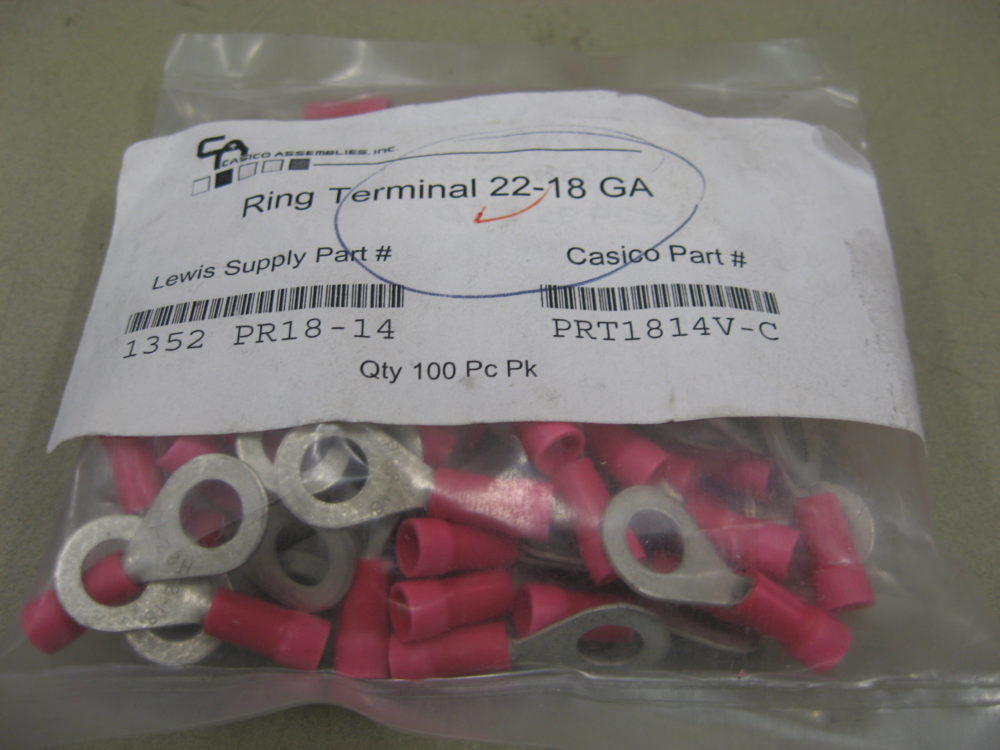 CA CASICO ASSEMBLIES, INC.
Ring Terminal 22-18 GA
Lewis Supply Part #
Casico Part #
1352 PR18-14
PRT1814V-C
Qty 100 Pc Pk